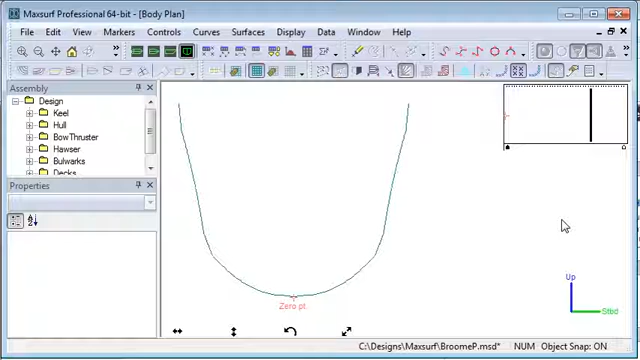 Maxsurf Professional 64-bit - [Body Plan]
File Edit View Markers Controls Curves Surfaces Display Data Window Help
Assembly
Design
Keel
Hull
BowThruster
Hawser
Bulwarks
Decks
Properties
Zero pt.
Up
Stbd
C:\Designs\Maxsurf\BroomeP.msd* NUM Object Snap: ON